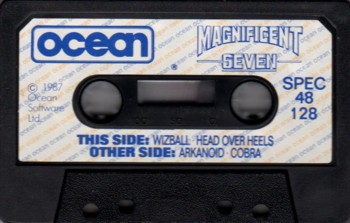 ocean
MAGNIFICENT
SEVEN
© 1987
Ocean
Software
Ltd.
SPEC
48
128
THIS SIDE: WIZBALL · HEAD OVER HEELS
OTHER SIDE: ARKANOID · COBRA